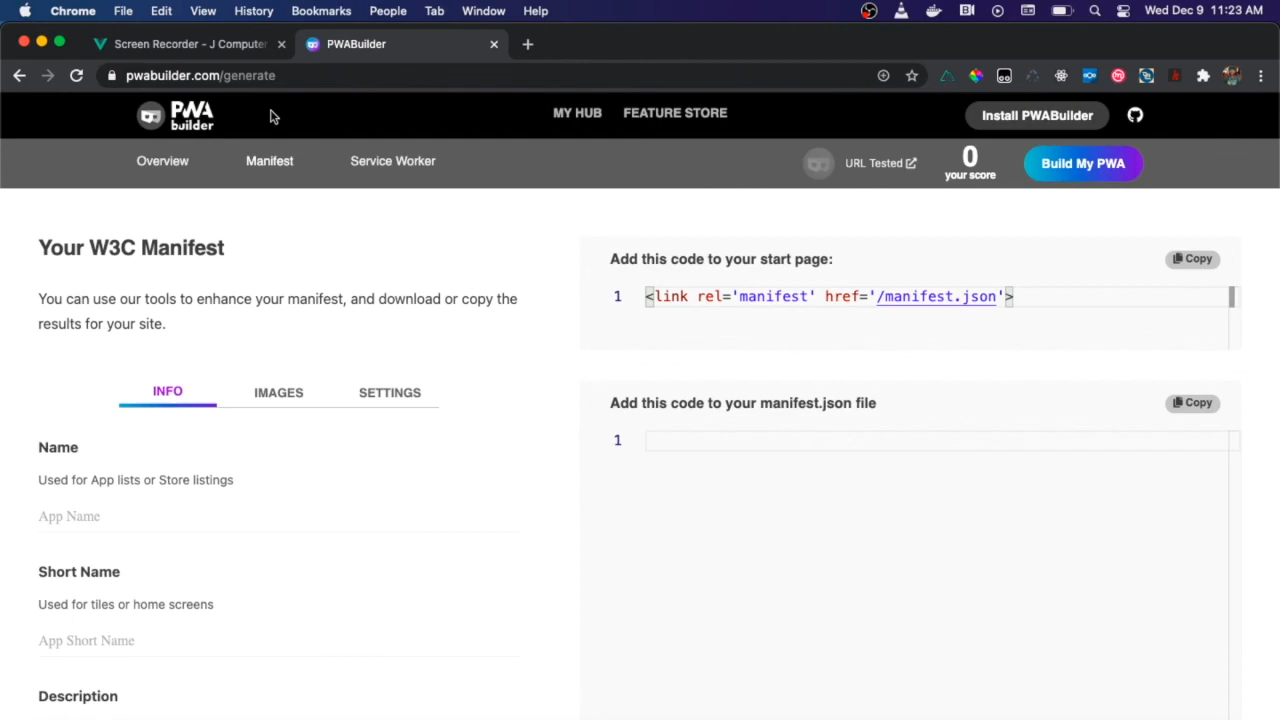 Chrome File Edit View History Bookmarks People Tab Window Help Wed Dec 9 11:23 AM
Screen Recorder - J Computer PWABuilder
pwabuilder.com/generate
PWA builder MY HUB FEATURE STORE Install PWABuilder
Overview Manifest Service Worker URL Tested 0 your score Build My PWA
Your W3C Manifest
You can use our tools to enhance your manifest, and download or copy the
results for your site.
INFO IMAGES SETTINGS
Name
Used for App lists or Store listings
App Name
Short Name
Used for tiles or home screens
App Short Name
Description
Add this code to your start page: Copy
1 <link rel='manifest' href='/manifest.json'>
Add this code to your manifest.json file Copy
1